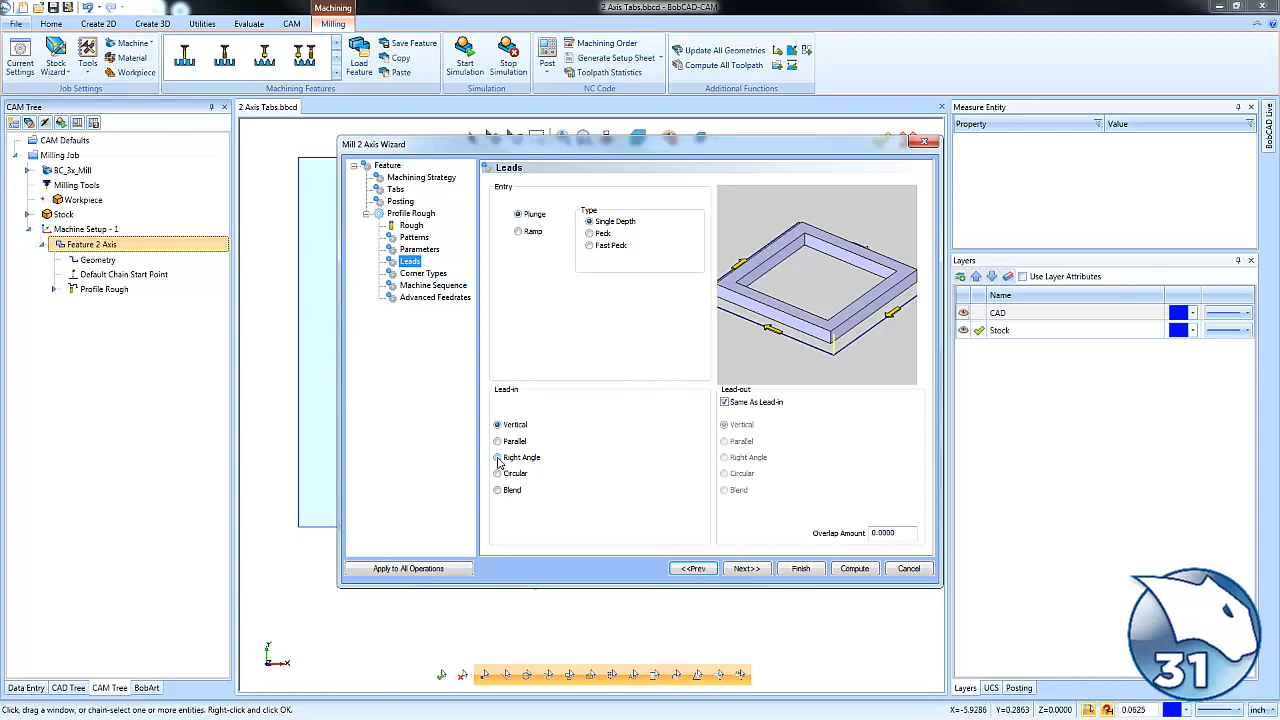 Machining
2 Axis Tabs.bbcd - BobCAD-CAM
File Home Create 2D Create 3D Utilities Evaluate CAM Milling
Current Settings
Stock Wizard
Tools
Machine
Material
Workpiece
Load Feature
Save Feature
Copy
Paste
Start Simulation
Stop Simulation
Post
Machining Order
Generate Setup Sheet
Toolpath Statistics
Update All Geometries
Compute All Toolpath
Job Settings
Machining Features
Simulation
NC Code
Additional Functions
CAM Tree
CAM Defaults
Milling Job
BC_3x_Mill
Milling Tools
Workpiece
Stock
Machine Setup - 1
Feature 2 Axis
Geometry
Default Chain Start Point
Profile Rough
2 Axis Tabs.bbcd
Mill 2 Axis Wizard
Feature
Machining Strategy
Tabs
Posting
Profile Rough
Rough
Patterns
Parameters
Leads
Corner Types
Machine Sequence
Advanced Feedrates
Apply to All Operations
Leads
Entry
Plunge
Ramp
Type
Single Depth
Peck
Fast Peck
Lead-in
Vertical
Parallel
Right Angle
Circular
Blend
Lead-out
Same As Lead-in
Vertical
Parallel
Right Angle
Circular
Blend
Overlap Amount 0.0000
<<Prev Next>> Finish Compute Cancel
Measure Entity
Property Value
BobCAD Live
Layers
Use Layer Attributes
Name
CAD
Stock
31
Y
Z X
Data Entry CAD Tree CAM Tree BobArt
Layers UCS Posting
Click, drag a window, or chain-select one or more entities. Right-click and click OK.
X=-5.9286 Y=0.2863 Z=0.0000 0.0625 inch